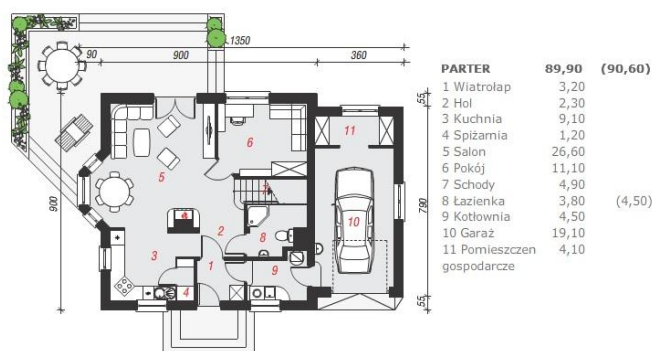 1350
90
900
360
PARTER 89,90 (90,60)
1 Wiatrołap 3,20
2 Hol 2,30
3 Kuchnia 9,10
4 Spiżarnia 1,20
5 Salon 26,60
6 Pokój 11,10
7 Schody 4,90
8 Łazienka 3,80 (4,50)
9 Kotłownia 4,50
10 Garaż 19,10
11 Pomieszczen 4,10
gospodarcze
55
790
55
900
11
6
5
7
10
2
8
3
9
1
4